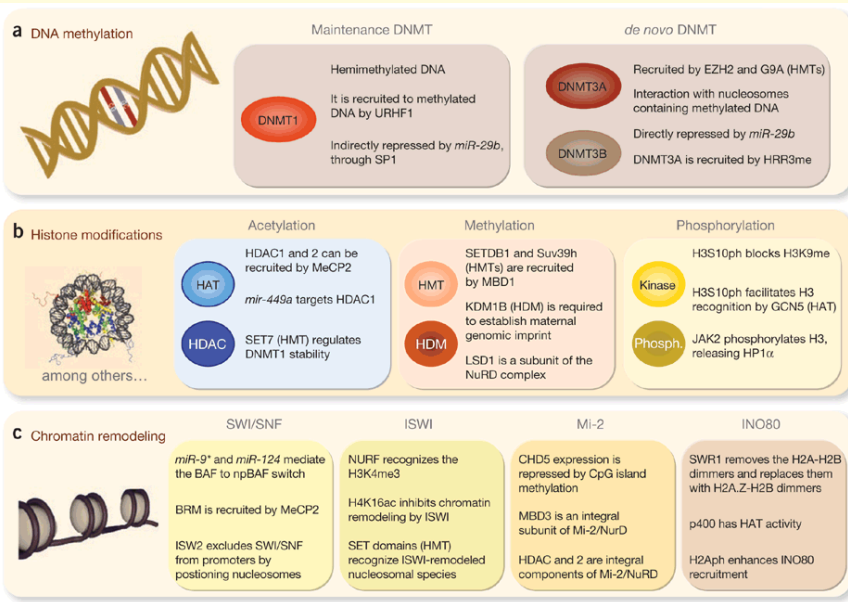 a DNA methylation
Maintenance DNMT
DNMT1
Hemimethylated DNA
It is recruited to methylated
DNA by URHF1
Indirectly repressed by miR-29b,
through SP1
de novo DNMT
DNMT3A
DNMT3B
Recruited by EZH2 and G9A (HMTs)
Interaction with nucleosomes
containing methylated DNA
Directly repressed by miR-29b
DNMT3A is recruited by HRR3me
b Histone modifications
among others...
Acetylation
HAT
HDAC
HDAC1 and 2 can be
recruited by MeCP2
mir-449a targets HDAC1
SET7 (HMT) regulates
DNMT1 stability
Methylation
HMT
HDM
SETDB1 and Suv39h
(HMTs) are recruited
by MBD1
KDM1B (HDM) is required
to establish maternal
genomic imprint
LSD1 is a subunit of the
NuRD complex
Phosphorylation
Kinase
Phosph.
H3S10ph blocks H3K9me
H3S10ph facilitates H3
recognition by GCN5 (HAT)
JAK2 phosphorylates H3,
releasing HP1α
c Chromatin remodeling
SWI/SNF
miR-9* and miR-124 mediate
the BAF to npBAF switch
BRM is recruited by MeCP2
ISW2 excludes SWI/SNF
from promoters by
postioning nucleosomes
ISWI
NURF recognizes the
H3K4me3
H4K16ac inhibits chromatin
remodeling by ISWI
SET domains (HMT)
recognize ISWI-remodeled
nucleosomal species
Mi-2
CHD5 expression is
repressed by CpG island
methylation
MBD3 is an integral
subunit of Mi-2/NurD
HDAC and 2 are integral
components of Mi-2/NuRD
INO80
SWR1 removes the H2A-H2B
dimmers and replaces them
with H2A.Z-H2B dimmers
p400 has HAT activity
H2Aph enhances INO80
recruitment